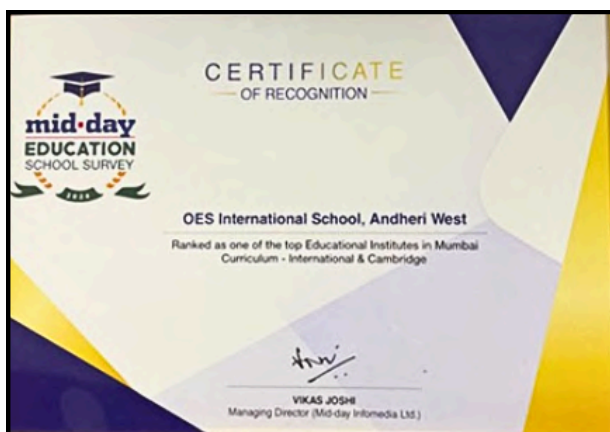 CERTIFICATE
OF RECOGNITION
mid-day
EDUCATION
SCHOOL SURVEY
OES International School, Andheri West
Ranked as one of the top Educational Institutes in Mumbai
Curriculum - International & Cambridge
VIKAS JOSHI
Managing Director (Mid-day Infomedia Ltd.)